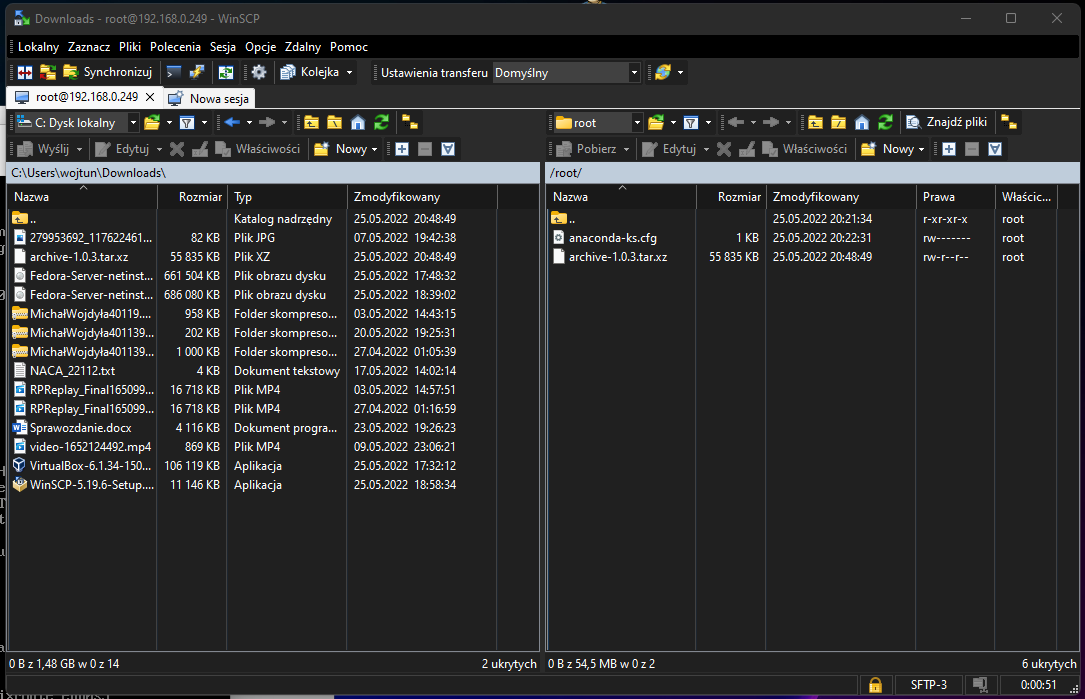 Downloads - root@192.168.0.249 - WinSCP
Lokalny Zaznacz Pliki Polecenia Sesja Opcje Zdalny Pomoc
Synchronizuj Kolejka Ustawienia transferu Domyślny
root@192.168.0.249 Nowa sesja
C: Dysk lokalny
Wyślij Edytuj Właściwości Nowy
C:\Users\wojtun\Downloads\
Nazwa Rozmiar Typ Zmodyfikowany
.. Katalog nadrzędny 25.05.2022 20:48:49
279953692_117622461... 82 KB Plik JPG 07.05.2022 19:42:38
archive-1.0.3.tar.xz 55 835 KB Plik XZ 25.05.2022 20:48:49
Fedora-Server-netinst... 661 504 KB Plik obrazu dysku 25.05.2022 17:48:32
Fedora-Server-netinst... 686 080 KB Plik obrazu dysku 25.05.2022 18:39:02
MichałWojdyła40119.... 958 KB Folder skompreso... 03.05.2022 14:43:15
MichałWojdyła401139... 202 KB Folder skompreso... 20.05.2022 19:25:31
MichałWojdyła401139... 1 000 KB Folder skompreso... 27.04.2022 01:05:39
NACA_22112.txt 4 KB Dokument tekstowy 17.05.2022 14:02:14
RPReplay_Final165099... 16 718 KB Plik MP4 03.05.2022 14:57:51
RPReplay_Final165099... 16 718 KB Plik MP4 27.04.2022 01:16:59
Sprawozdanie.docx 4 116 KB Dokument progra... 23.05.2022 19:26:23
video-1652124492.mp4 869 KB Plik MP4 09.05.2022 23:06:21
VirtualBox-6.1.34-150... 106 119 KB Aplikacja 25.05.2022 17:32:12
WinSCP-5.19.6-Setup.... 11 146 KB Aplikacja 25.05.2022 18:58:34
0 B z 1,48 GB w 0 z 14 2 ukrytych
root Znajdź pliki
Pobierz Edytuj Właściwości Nowy
/root/
Nazwa Rozmiar Zmodyfikowany Prawa Właścic...
.. 25.05.2022 20:21:34 r-xr-xr-x root
anaconda-ks.cfg 1 KB 25.05.2022 20:22:31 rw------- root
archive-1.0.3.tar.xz 55 835 KB 25.05.2022 20:48:49 rw-r--r-- root
0 B z 54,5 MB w 0 z 2 6 ukrytych
SFTP-3 0:00:51